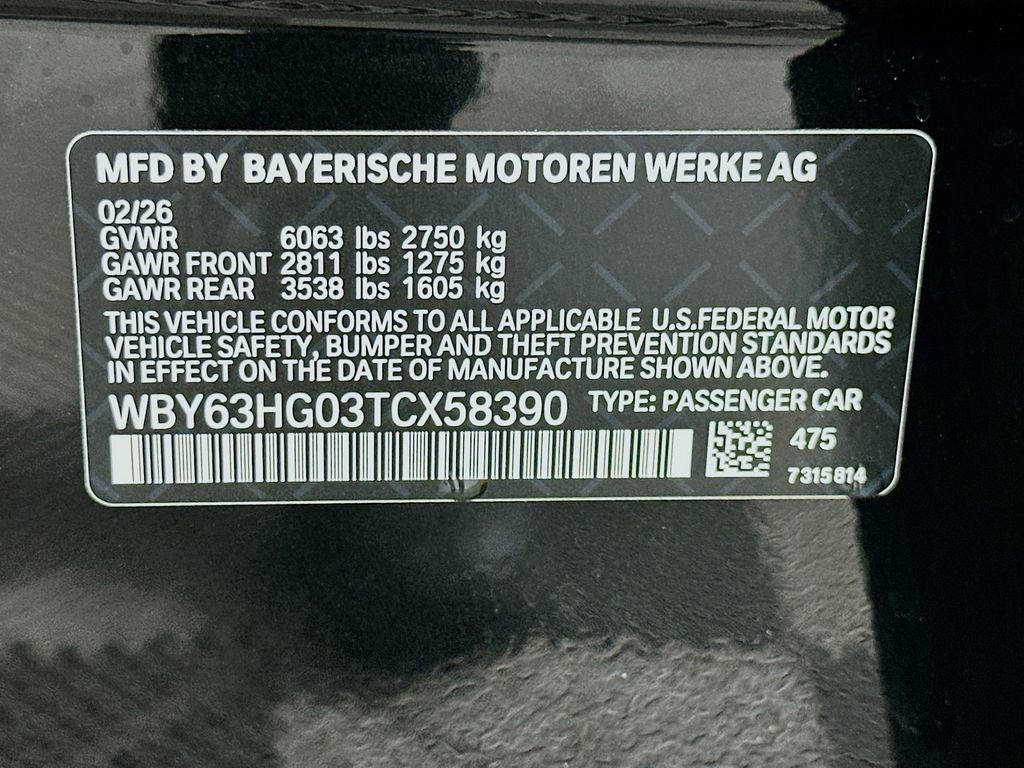 MFD BY BAYERISCHE MOTOREN WERKE AG
02/26
GVWR 6063 lbs 2750 kg
GAWR FRONT 2811 lbs 1275 kg
GAWR REAR 3538 lbs 1605 kg
THIS VEHICLE CONFORMS TO ALL APPLICABLE U.S.FEDERAL MOTOR
VEHICLE SAFETY, BUMPER AND THEFT PREVENTION STANDARDS
IN EFFECT ON THE DATE OF MANUFACTURE SHOWN ABOVE.
WBY63HG03TCX58390 TYPE: PASSENGER CAR
475
7315814